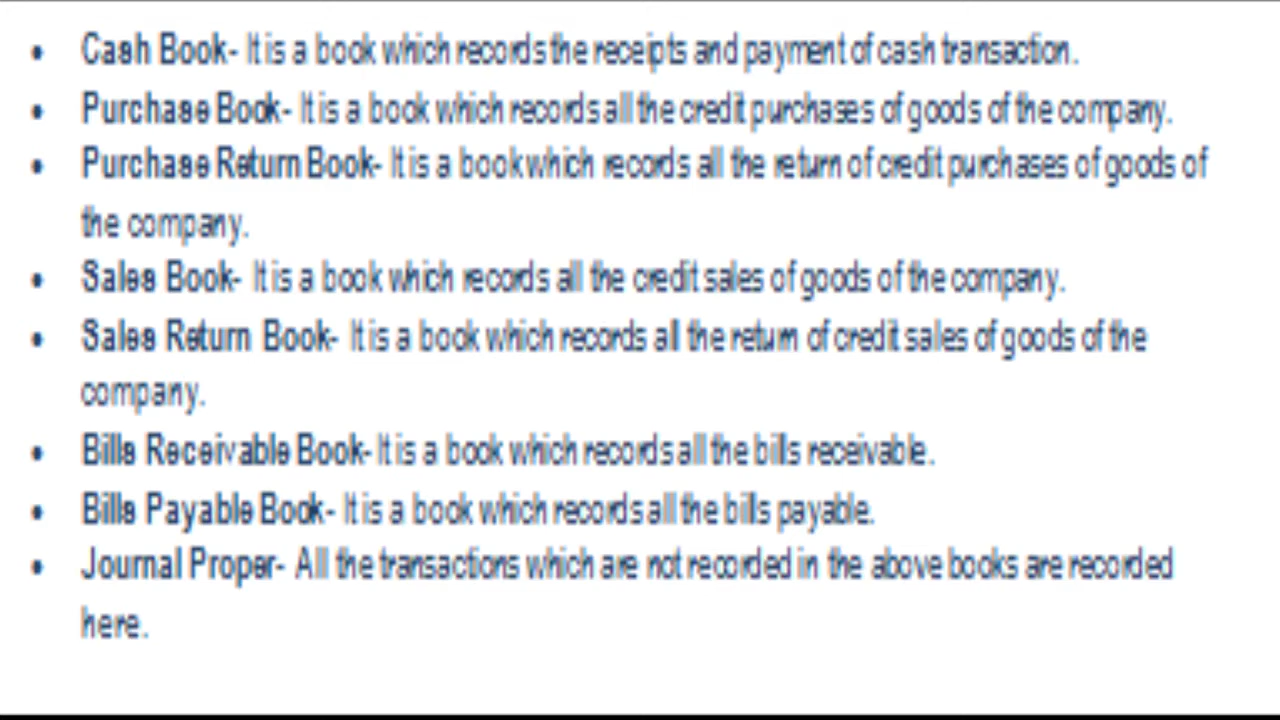 • Cash Book- It is a book which records the receipts and payment of cash transaction.
• Purchase Book- It is a book which records all the credit purchases of goods of the company.
• Purchase Return Book- It is a book which records all the return of credit purchases of goods of
the company.
• Sales Book- It is a book which records all the credit sales of goods of the company.
• Sales Return Book- It is a book which records all the return of credit sales of goods of the
company.
• Bills Receivable Book- It is a book which records all the bills receivable.
• Bills Payable Book- It is a book which records all the bills payable.
• Journal Proper- All the transactions which are not recorded in the above books are recorded
here.